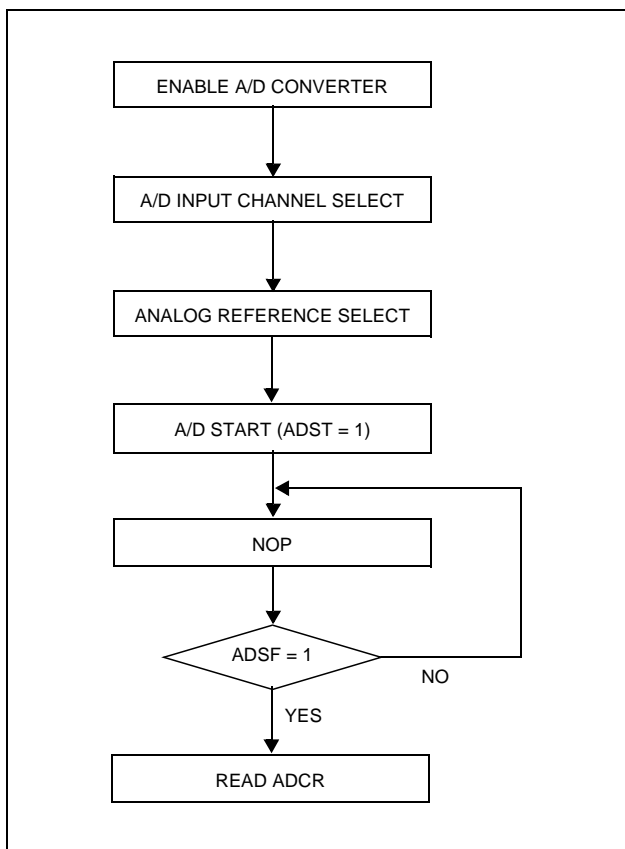 ENABLE A/D CONVERTER
A/D INPUT CHANNEL SELECT
ANALOG REFERENCE SELECT
A/D START (ADST = 1)
NOP
ADSF = 1
NO
YES
READ ADCR